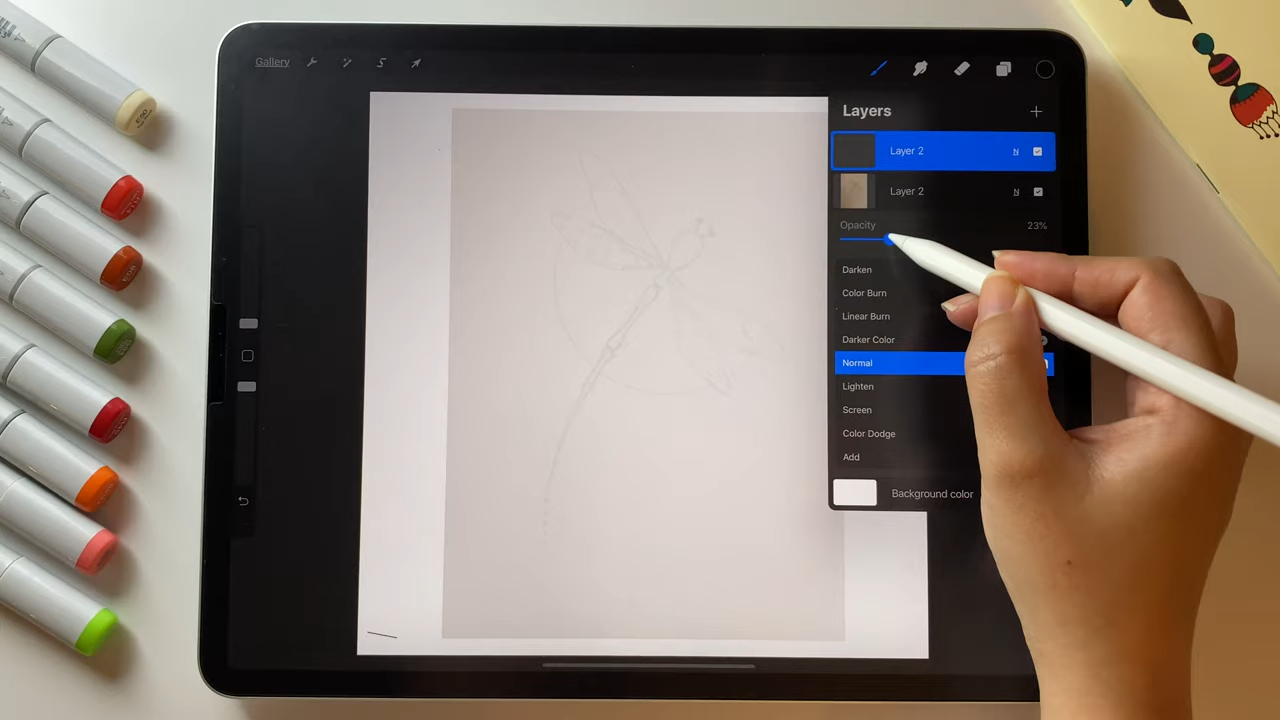 Gallery
Layers
Layer 2
N
Layer 2
N
Opacity
23%
Darken
Color Burn
Linear Burn
Darker Color
Normal
Lighten
Screen
Color Dodge
Add
Background color